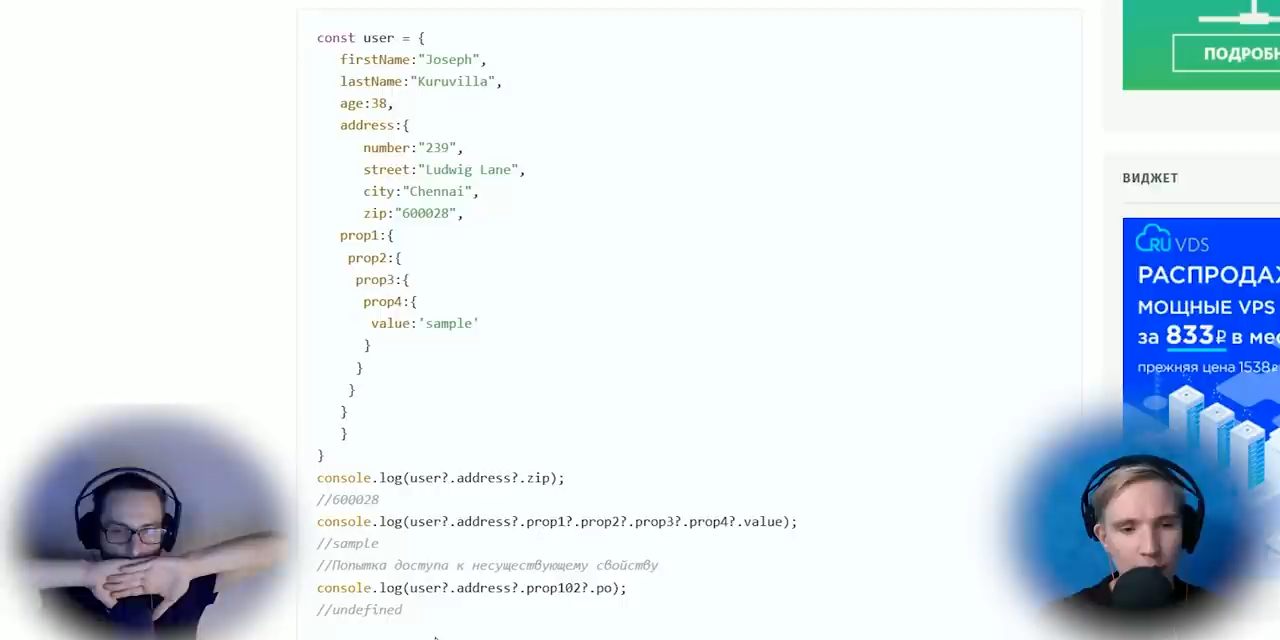 const user = {
firstName:"Joseph",
lastName:"Kuruvilla",
age:38,
address:{
number:"239",
street:"Ludwig Lane",
city:"Chennai",
zip:"600028",
prop1:{
prop2:{
prop3:{
prop4:{
value:'sample'
}
}
}
}
}
}
console.log(user?.address?.zip);
//600028
console.log(user?.address?.prop1?.prop2?.prop3?.prop4?.value);
//sample
//Попытка доступа к несуществующему свойству
console.log(user?.address?.prop102?.po);
//undefined
ПОДРОБН
ВИДЖЕТ
RU VDS
РАСПРОДАЖ
МОЩНЫЕ VPS
за 833₽ в мес
прежняя цена 1538₽